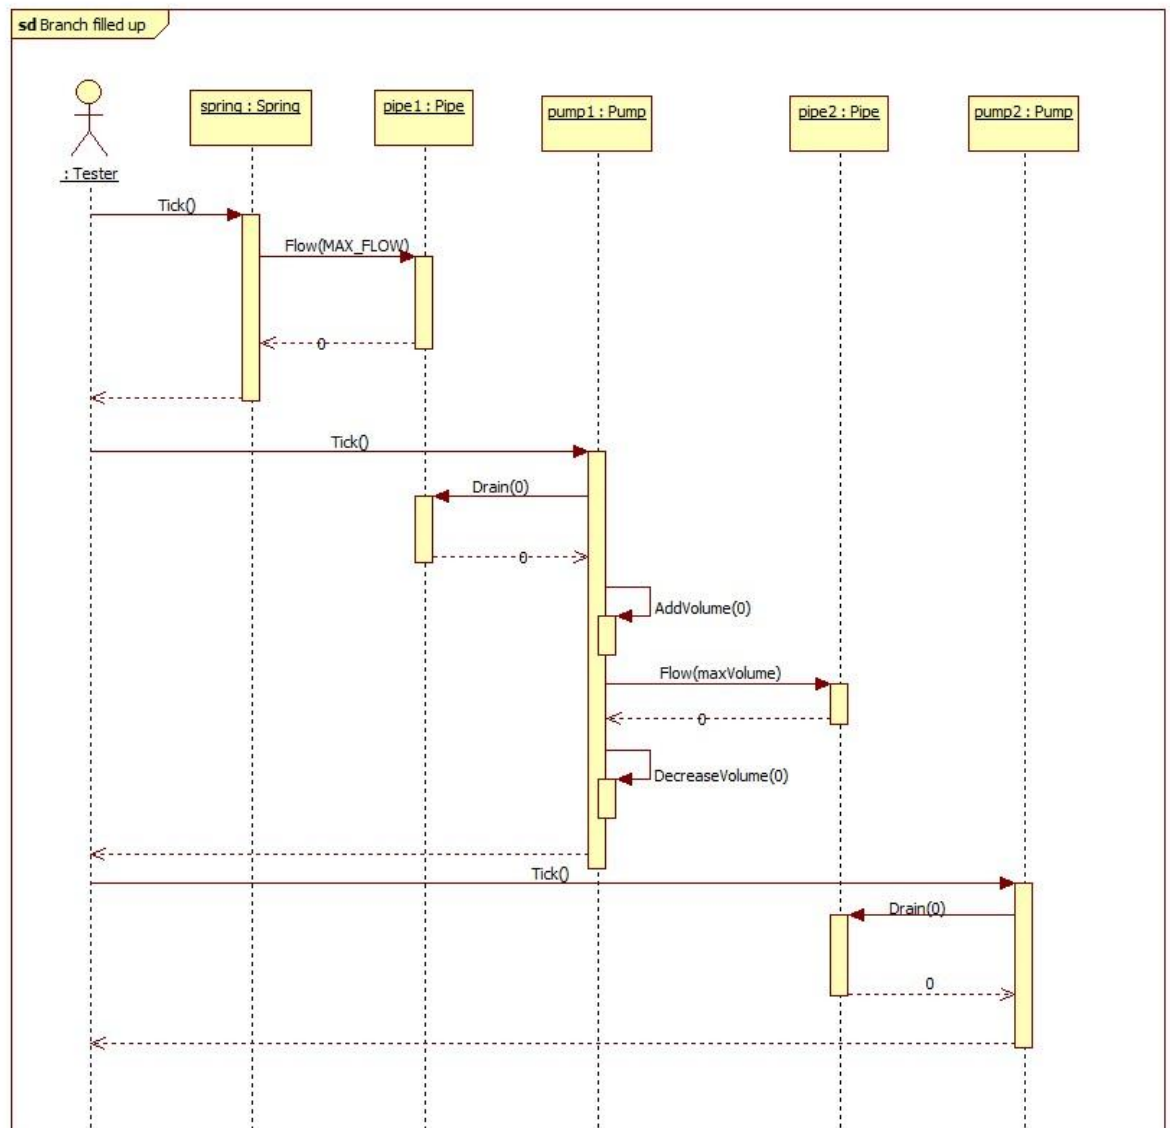 sd Branch filled up
spring : Spring
pipe1 : Pipe
pump1 : Pump
pipe2 : Pipe
pump2 : Pump
: Tester
Tick()
Flow(MAX_FLOW)
0
Tick()
Drain(0)
0
AddVolume(0)
Flow(maxVolume)
0
DecreaseVolume(0)
Tick()
Drain(0)
0